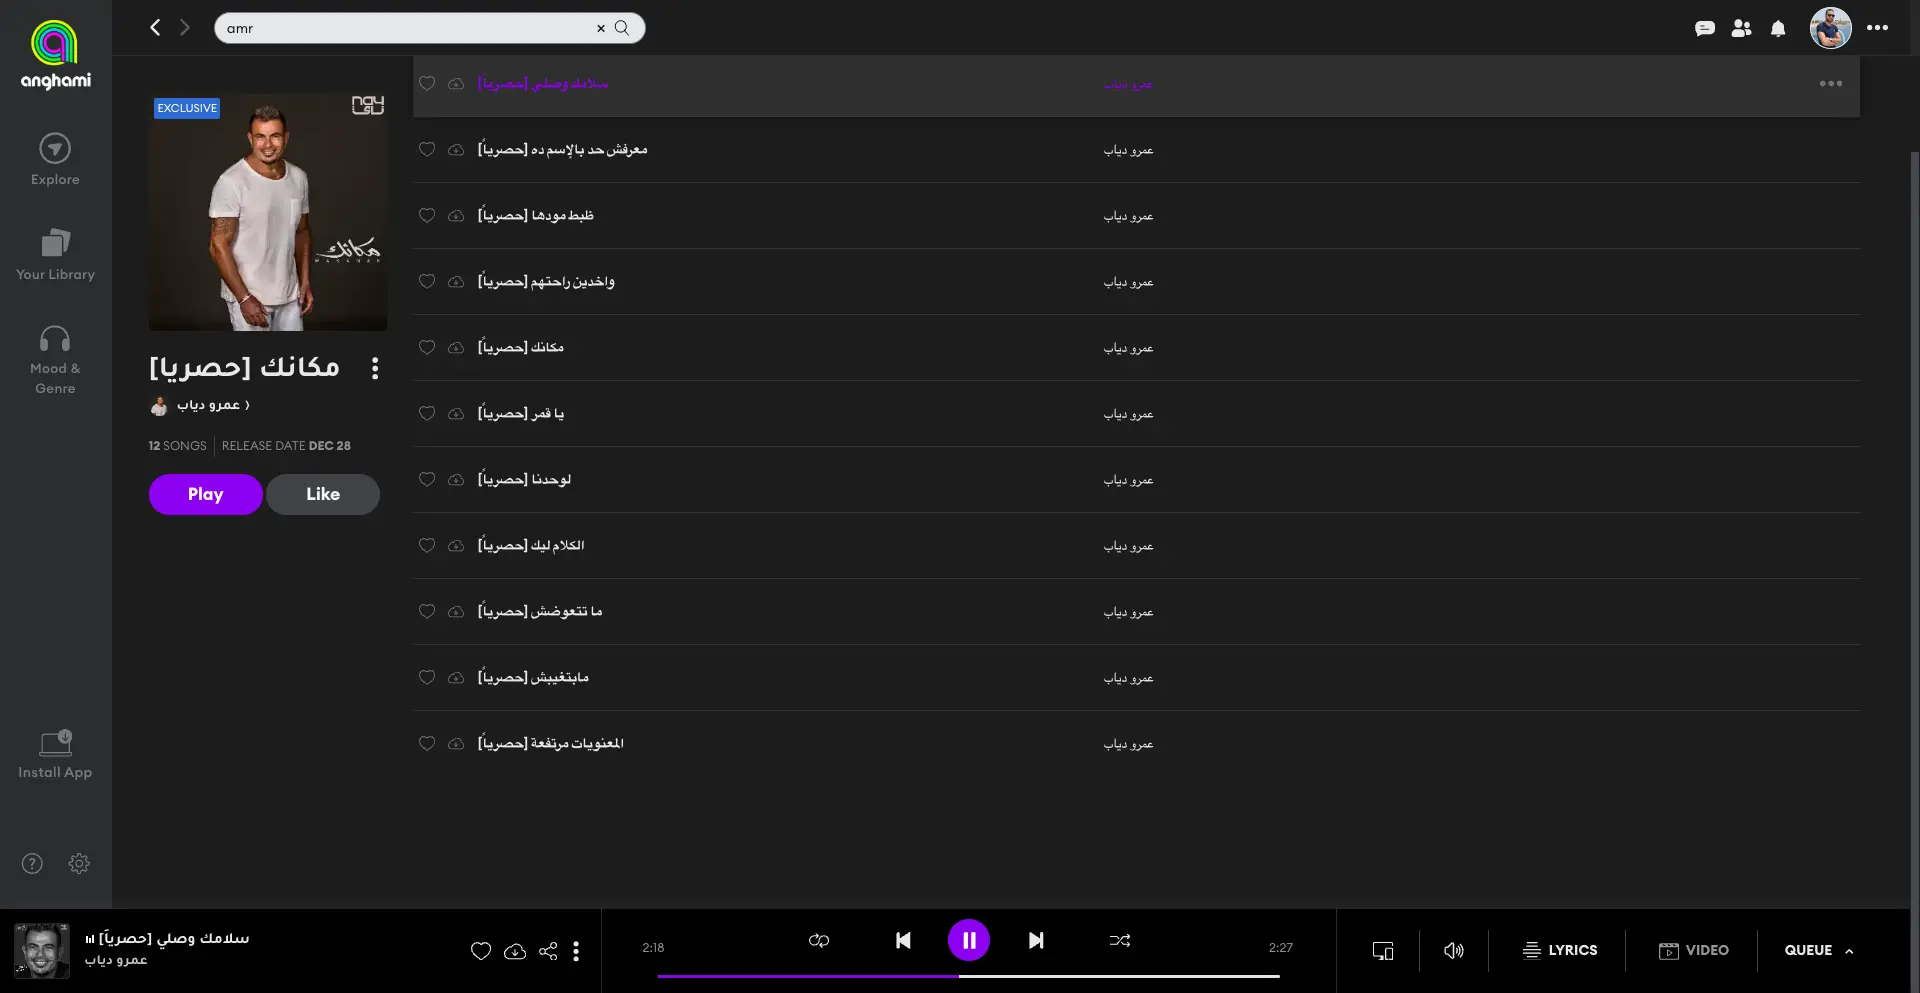 anghami
amr
Explore
Your Library
Mood &
Genre
Install App
EXCLUSIVE
nay
مكانك
MAKANAK
مكانك [حصريا]
عمرو دياب
12 SONGS
RELEASE DATE DEC 28
Play
Like
سلامك وصلي [حصرياً]
عمرو دياب
معرفش حد بالإسم ده [حصرياً]
عمرو دياب
ظبط مودها [حصرياً]
عمرو دياب
واخدين راحتهم [حصرياً]
عمرو دياب
مكانك [حصرياً]
عمرو دياب
يا قمر [حصرياً]
عمرو دياب
لوحدنا [حصرياً]
عمرو دياب
الكلام ليك [حصرياً]
عمرو دياب
ما تتعوضش [حصرياً]
عمرو دياب
مابتغيبش [حصرياً]
عمرو دياب
المعنويات مرتفعة [حصرياً]
عمرو دياب
سلامك وصلي [حصرياً]
عمرو دياب
2:18
2:27
LYRICS
VIDEO
QUEUE